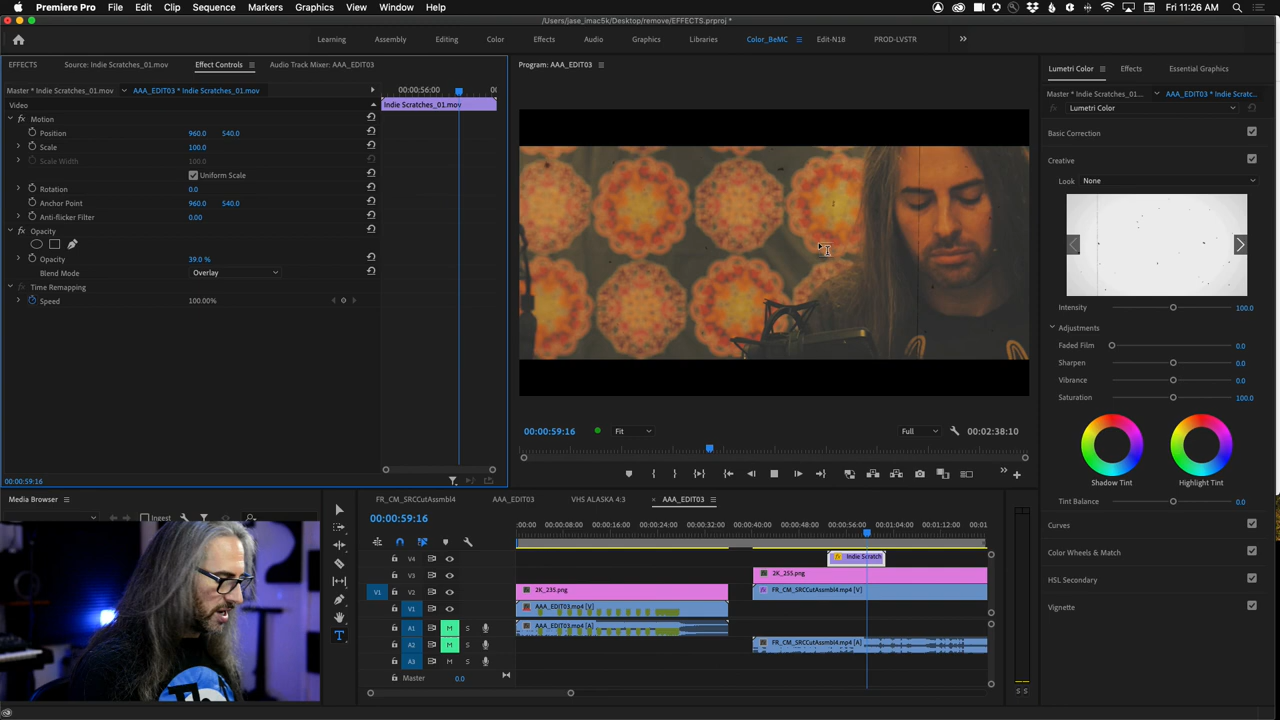 Premiere Pro File Edit Clip Sequence Markers Graphics View Window Help Fri 11:26 AM
/Users/jase_imac5k/Desktop/remove/EFFECTS.prproj *
Learning Assembly Editing Color Effects Audio Graphics Libraries Color_BeMC Edit-N18 PROD-LVSTR
EFFECTS Source: Indie Scratches_01.mov Effect Controls Audio Track Mixer: AAA_EDIT03
Program: AAA_EDIT03
Lumetri Color Effects Essential Graphics
Master * Indie Scratches_01.mov AAA_EDIT03 * Indie Scratches_01.mov
00:00:56:00
Master * Indie Scratches_01... AAA_EDIT03 * Indie Scratc...
Video
Indie Scratches_01.mov
Lumetri Color
Motion
Position 960.0 540.0
Basic Correction
Scale 100.0
Scale Width 100.0
Creative
Uniform Scale
Look None
Rotation 0.0
Anchor Point 960.0 540.0
Anti-flicker Filter 0.00
Opacity
Opacity 39.0 %
Blend Mode Overlay
Time Remapping
Speed 100.00%
Intensity 100.0
Adjustments
Faded Film 0.0
Sharpen 0.0
Vibrance 0.0
Saturation 100.0
00:00:59:16 Fit Full 00:02:38:10
Shadow Tint Highlight Tint
00:00:59:16
Tint Balance 0.0
Media Browser
FR_CM_SRCCutAssmbl4 AAA_EDIT03 VHS ALASKA 4:3 AAA_EDIT03
Ingest
00:00:59:16
:00:00 00:00:08:00 00:00:16:00 00:00:24:00 00:00:32:00 00:00:40:00 00:00:48:00 00:00:56:00 00:01:04:00 00:01:12:00 00:01
Curves
Color Wheels & Match
HSL Secondary
Vignette
V4 Indie Scratch
V3 2K_255.png
V1 V2 2K_235.png FR_CM_SRCCutAssmbl4.mp4 [V]
V1 AAA_EDIT03.mp4 [V]
A1 M S AAA_EDIT03.mp4 [A]
A2 M S FR_CM_SRCCutAssmbl4.mp4 [A]
A3 M S
Master 0.0
S S